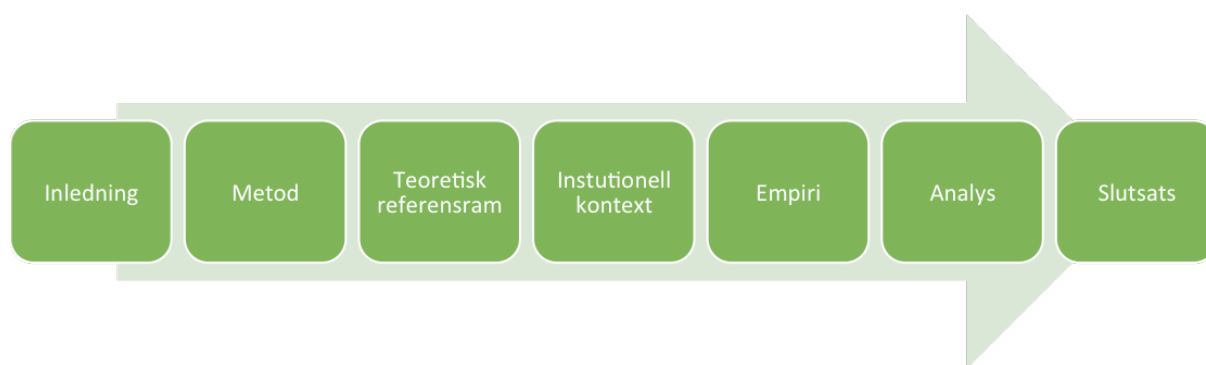 Inledning
Metod
Teoretisk
referensram
Instutionell
kontext
Empiri
Analys
Slutsats